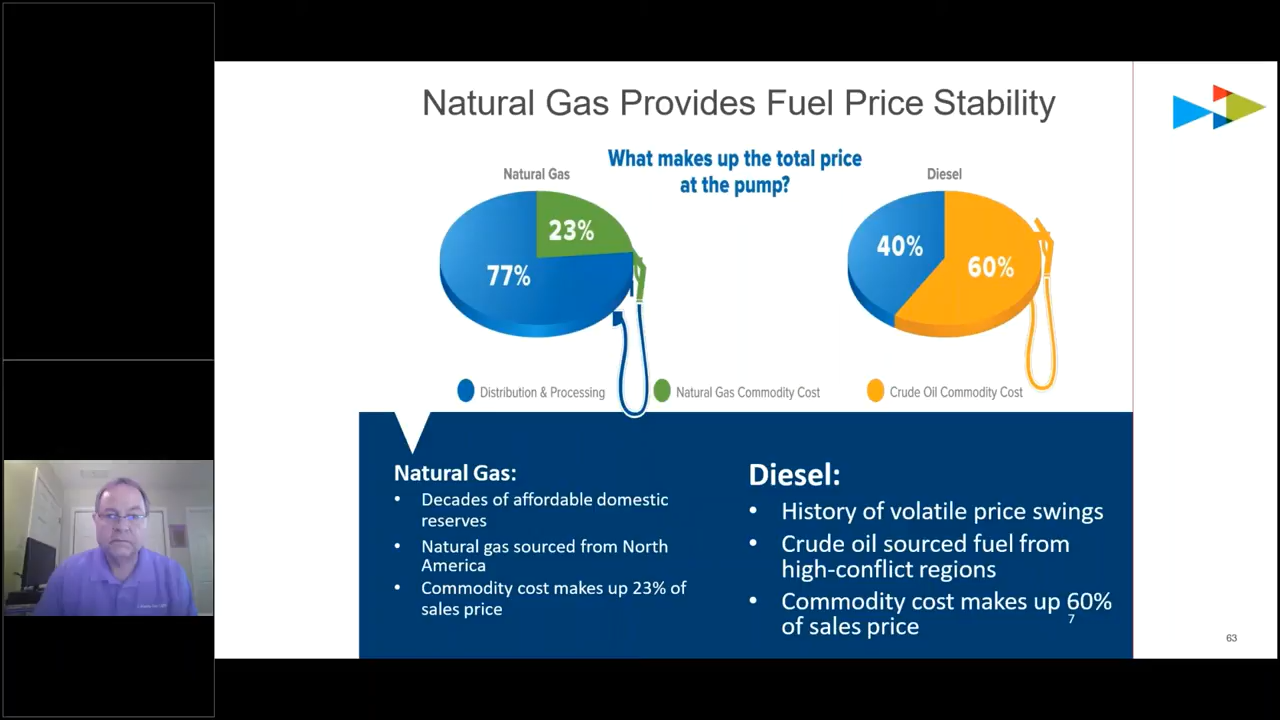 Natural Gas Provides Fuel Price Stability
What makes up the total price
at the pump?
Natural Gas
Diesel
23%
77%
40%
60%
Distribution & Processing
Natural Gas Commodity Cost
Crude Oil Commodity Cost
Natural Gas:
• Decades of affordable domestic
reserves
• Natural gas sourced from North
America
• Commodity cost makes up 23% of
sales price
Diesel:
• History of volatile price swings
• Crude oil sourced fuel from
high-conflict regions
• Commodity cost makes up 60%
of sales price
7
63